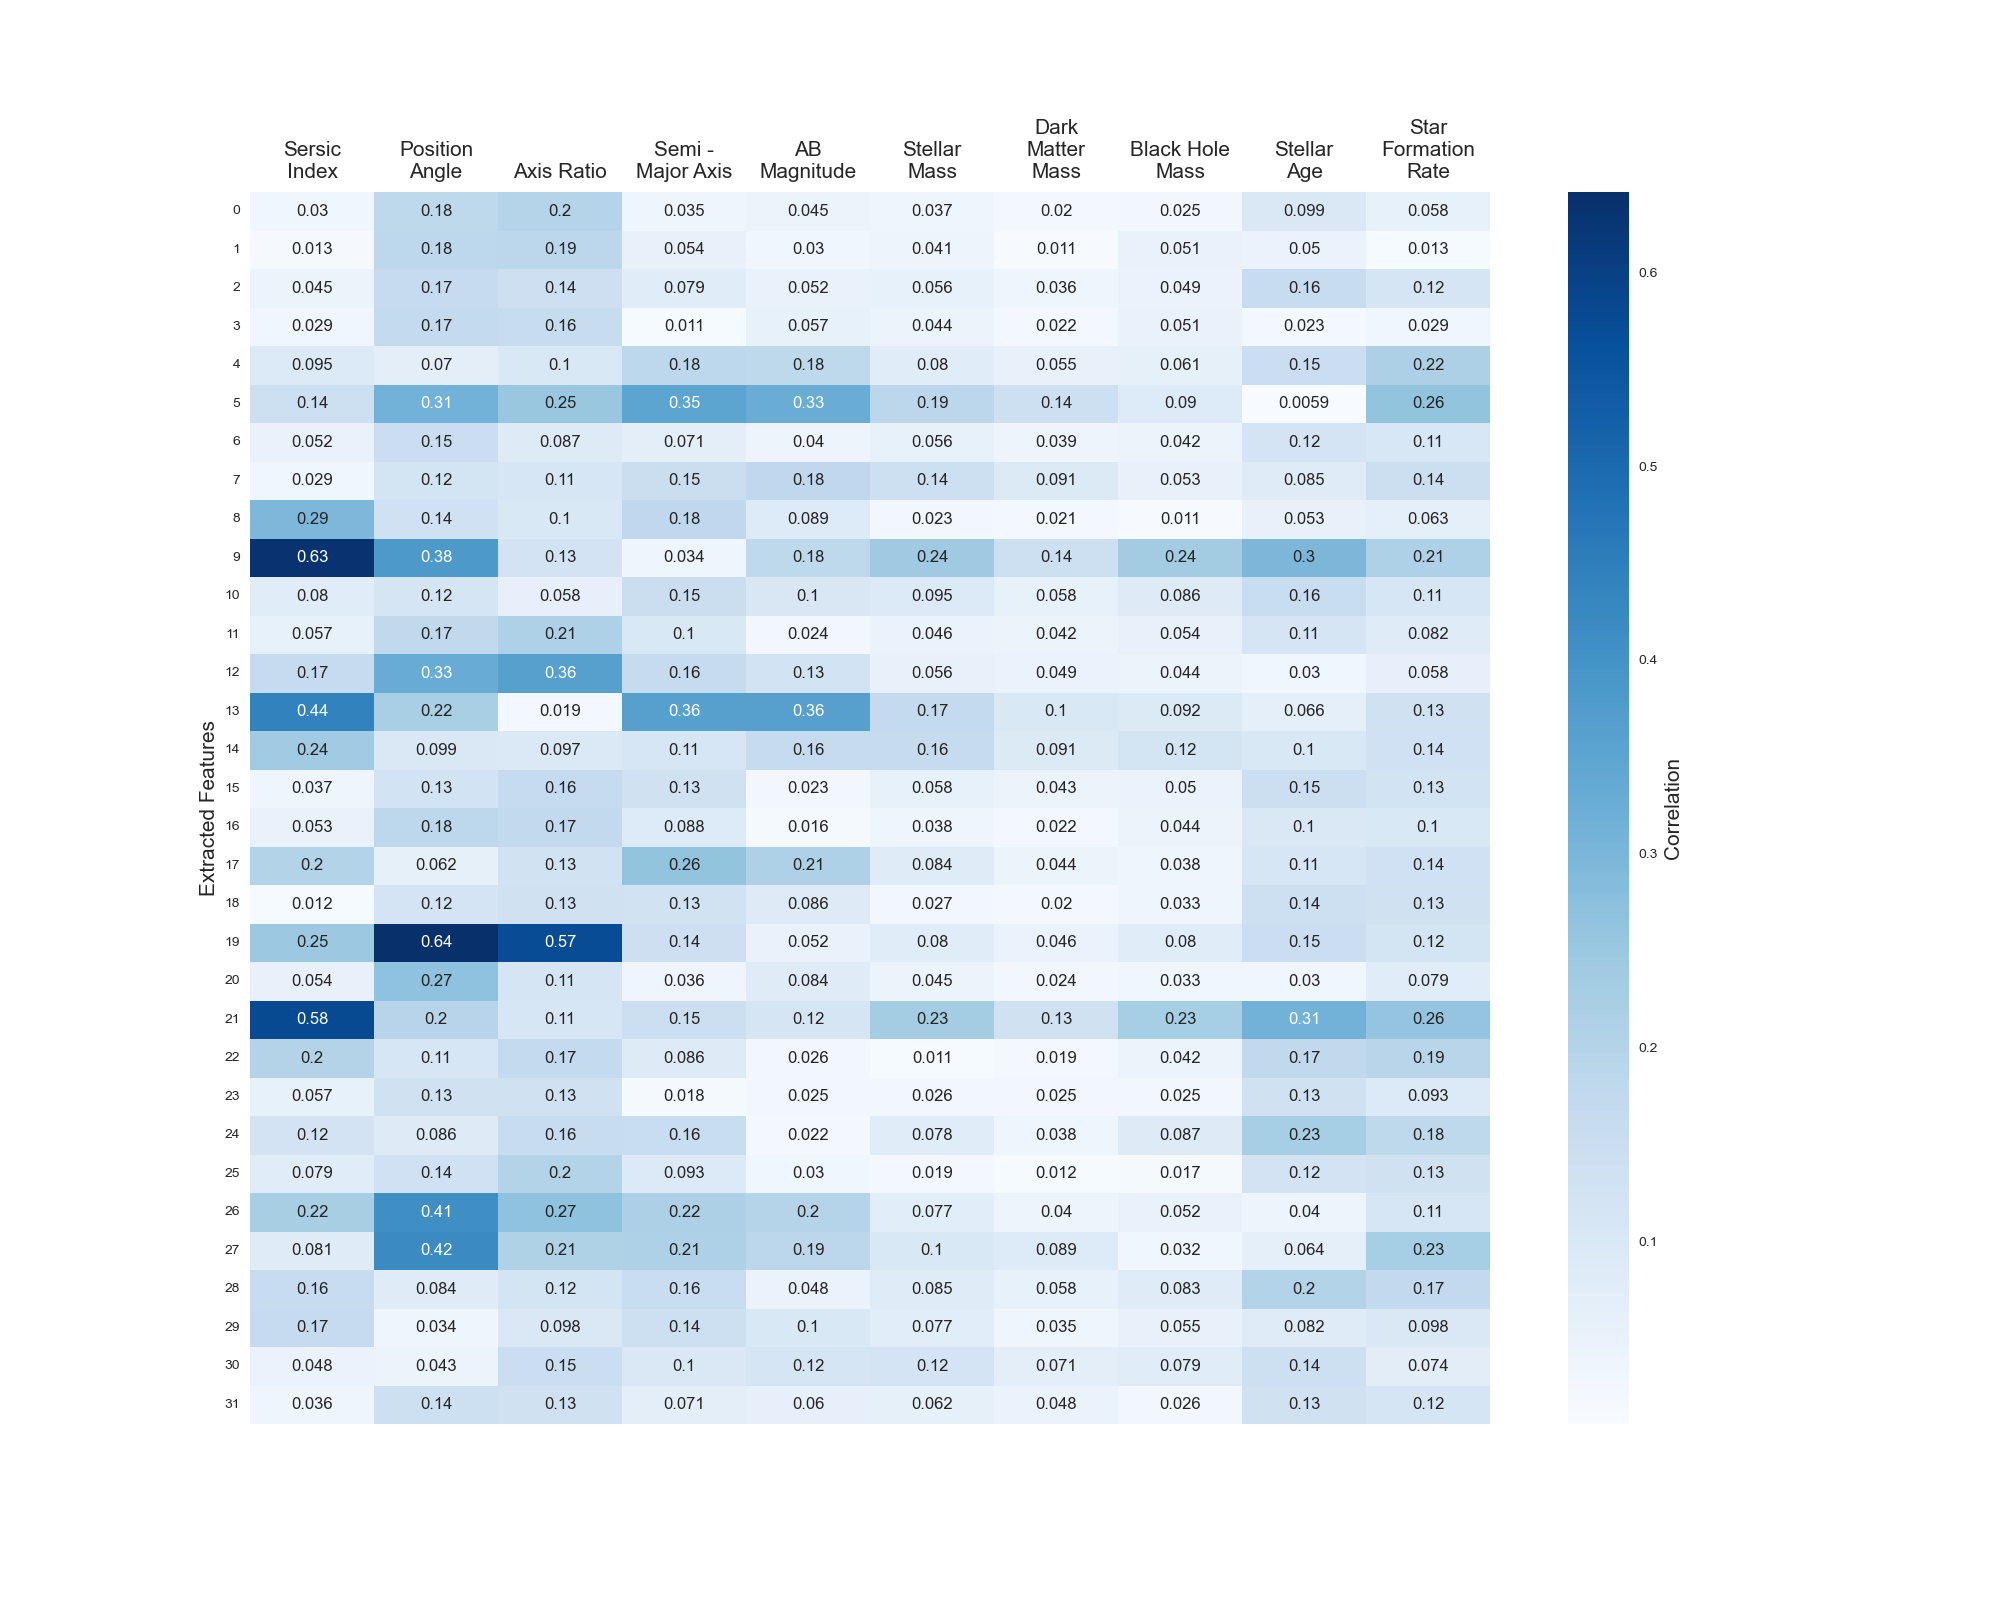 Sersic
Index
Position
Angle
Axis Ratio
Semi -
Major Axis
AB
Magnitude
Stellar
Mass
Dark
Matter
Mass
Black Hole
Mass
Stellar
Age
Star
Formation
Rate
0 0.03 0.18 0.2 0.035 0.045 0.037 0.02 0.025 0.099 0.058
1 0.013 0.18 0.19 0.054 0.03 0.041 0.011 0.051 0.05 0.013
2 0.045 0.17 0.14 0.079 0.052 0.056 0.036 0.049 0.16 0.12
3 0.029 0.17 0.16 0.011 0.057 0.044 0.022 0.051 0.023 0.029
4 0.095 0.07 0.1 0.18 0.18 0.08 0.055 0.061 0.15 0.22
5 0.14 0.31 0.25 0.35 0.33 0.19 0.14 0.09 0.0059 0.26
6 0.052 0.15 0.087 0.071 0.04 0.056 0.039 0.042 0.12 0.11
7 0.029 0.12 0.11 0.15 0.18 0.14 0.091 0.053 0.085 0.14
8 0.29 0.14 0.1 0.18 0.089 0.023 0.021 0.011 0.053 0.063
9 0.63 0.38 0.13 0.034 0.18 0.24 0.14 0.24 0.3 0.21
10 0.08 0.12 0.058 0.15 0.1 0.095 0.058 0.086 0.16 0.11
11 0.057 0.17 0.21 0.1 0.024 0.046 0.042 0.054 0.11 0.082
12 0.17 0.33 0.36 0.16 0.13 0.056 0.049 0.044 0.03 0.058
13 0.44 0.22 0.019 0.36 0.36 0.17 0.1 0.092 0.066 0.13
14 0.24 0.099 0.097 0.11 0.16 0.16 0.091 0.12 0.1 0.14
15 0.037 0.13 0.16 0.13 0.023 0.058 0.043 0.05 0.15 0.13
16 0.053 0.18 0.17 0.088 0.016 0.038 0.022 0.044 0.1 0.1
17 0.2 0.062 0.13 0.26 0.21 0.084 0.044 0.038 0.11 0.14
18 0.012 0.12 0.13 0.13 0.086 0.027 0.02 0.033 0.14 0.13
19 0.25 0.64 0.57 0.14 0.052 0.08 0.046 0.08 0.15 0.12
20 0.054 0.27 0.11 0.036 0.084 0.045 0.024 0.033 0.03 0.079
21 0.58 0.2 0.11 0.15 0.12 0.23 0.13 0.23 0.31 0.26
22 0.2 0.11 0.17 0.086 0.026 0.011 0.019 0.042 0.17 0.19
23 0.057 0.13 0.13 0.018 0.025 0.026 0.025 0.025 0.13 0.093
24 0.12 0.086 0.16 0.16 0.022 0.078 0.038 0.087 0.23 0.18
25 0.079 0.14 0.2 0.093 0.03 0.019 0.012 0.017 0.12 0.13
26 0.22 0.41 0.27 0.22 0.2 0.077 0.04 0.052 0.04 0.11
27 0.081 0.42 0.21 0.21 0.19 0.1 0.089 0.032 0.064 0.23
28 0.16 0.084 0.12 0.16 0.048 0.085 0.058 0.083 0.2 0.17
29 0.17 0.034 0.098 0.14 0.1 0.077 0.035 0.055 0.082 0.098
30 0.048 0.043 0.15 0.1 0.12 0.12 0.071 0.079 0.14 0.074
31 0.036 0.14 0.13 0.071 0.06 0.062 0.048 0.026 0.13 0.12
Extracted Features
0.6
0.5
0.4
0.3
0.2
0.1
Correlation